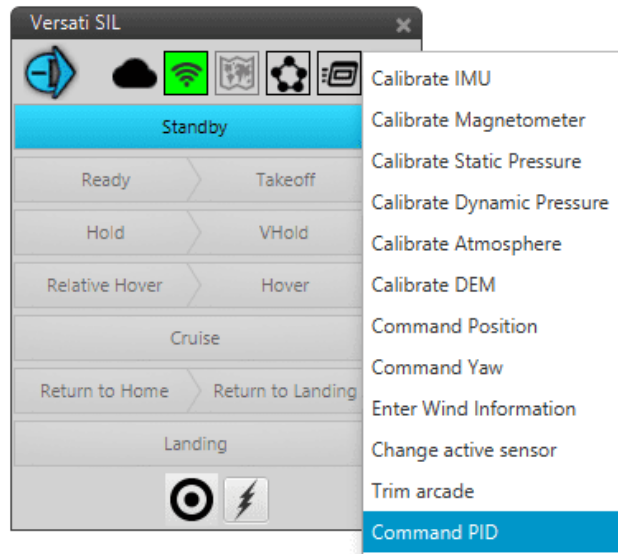 Versati SIL
Standby
Ready
Takeoff
Hold
VHold
Relative Hover
Hover
Cruise
Return to Home
Return to Landing
Landing
Calibrate IMU
Calibrate Magnetometer
Calibrate Static Pressure
Calibrate Dynamic Pressure
Calibrate Atmosphere
Calibrate DEM
Command Position
Command Yaw
Enter Wind Information
Change active sensor
Trim arcade
Command PID